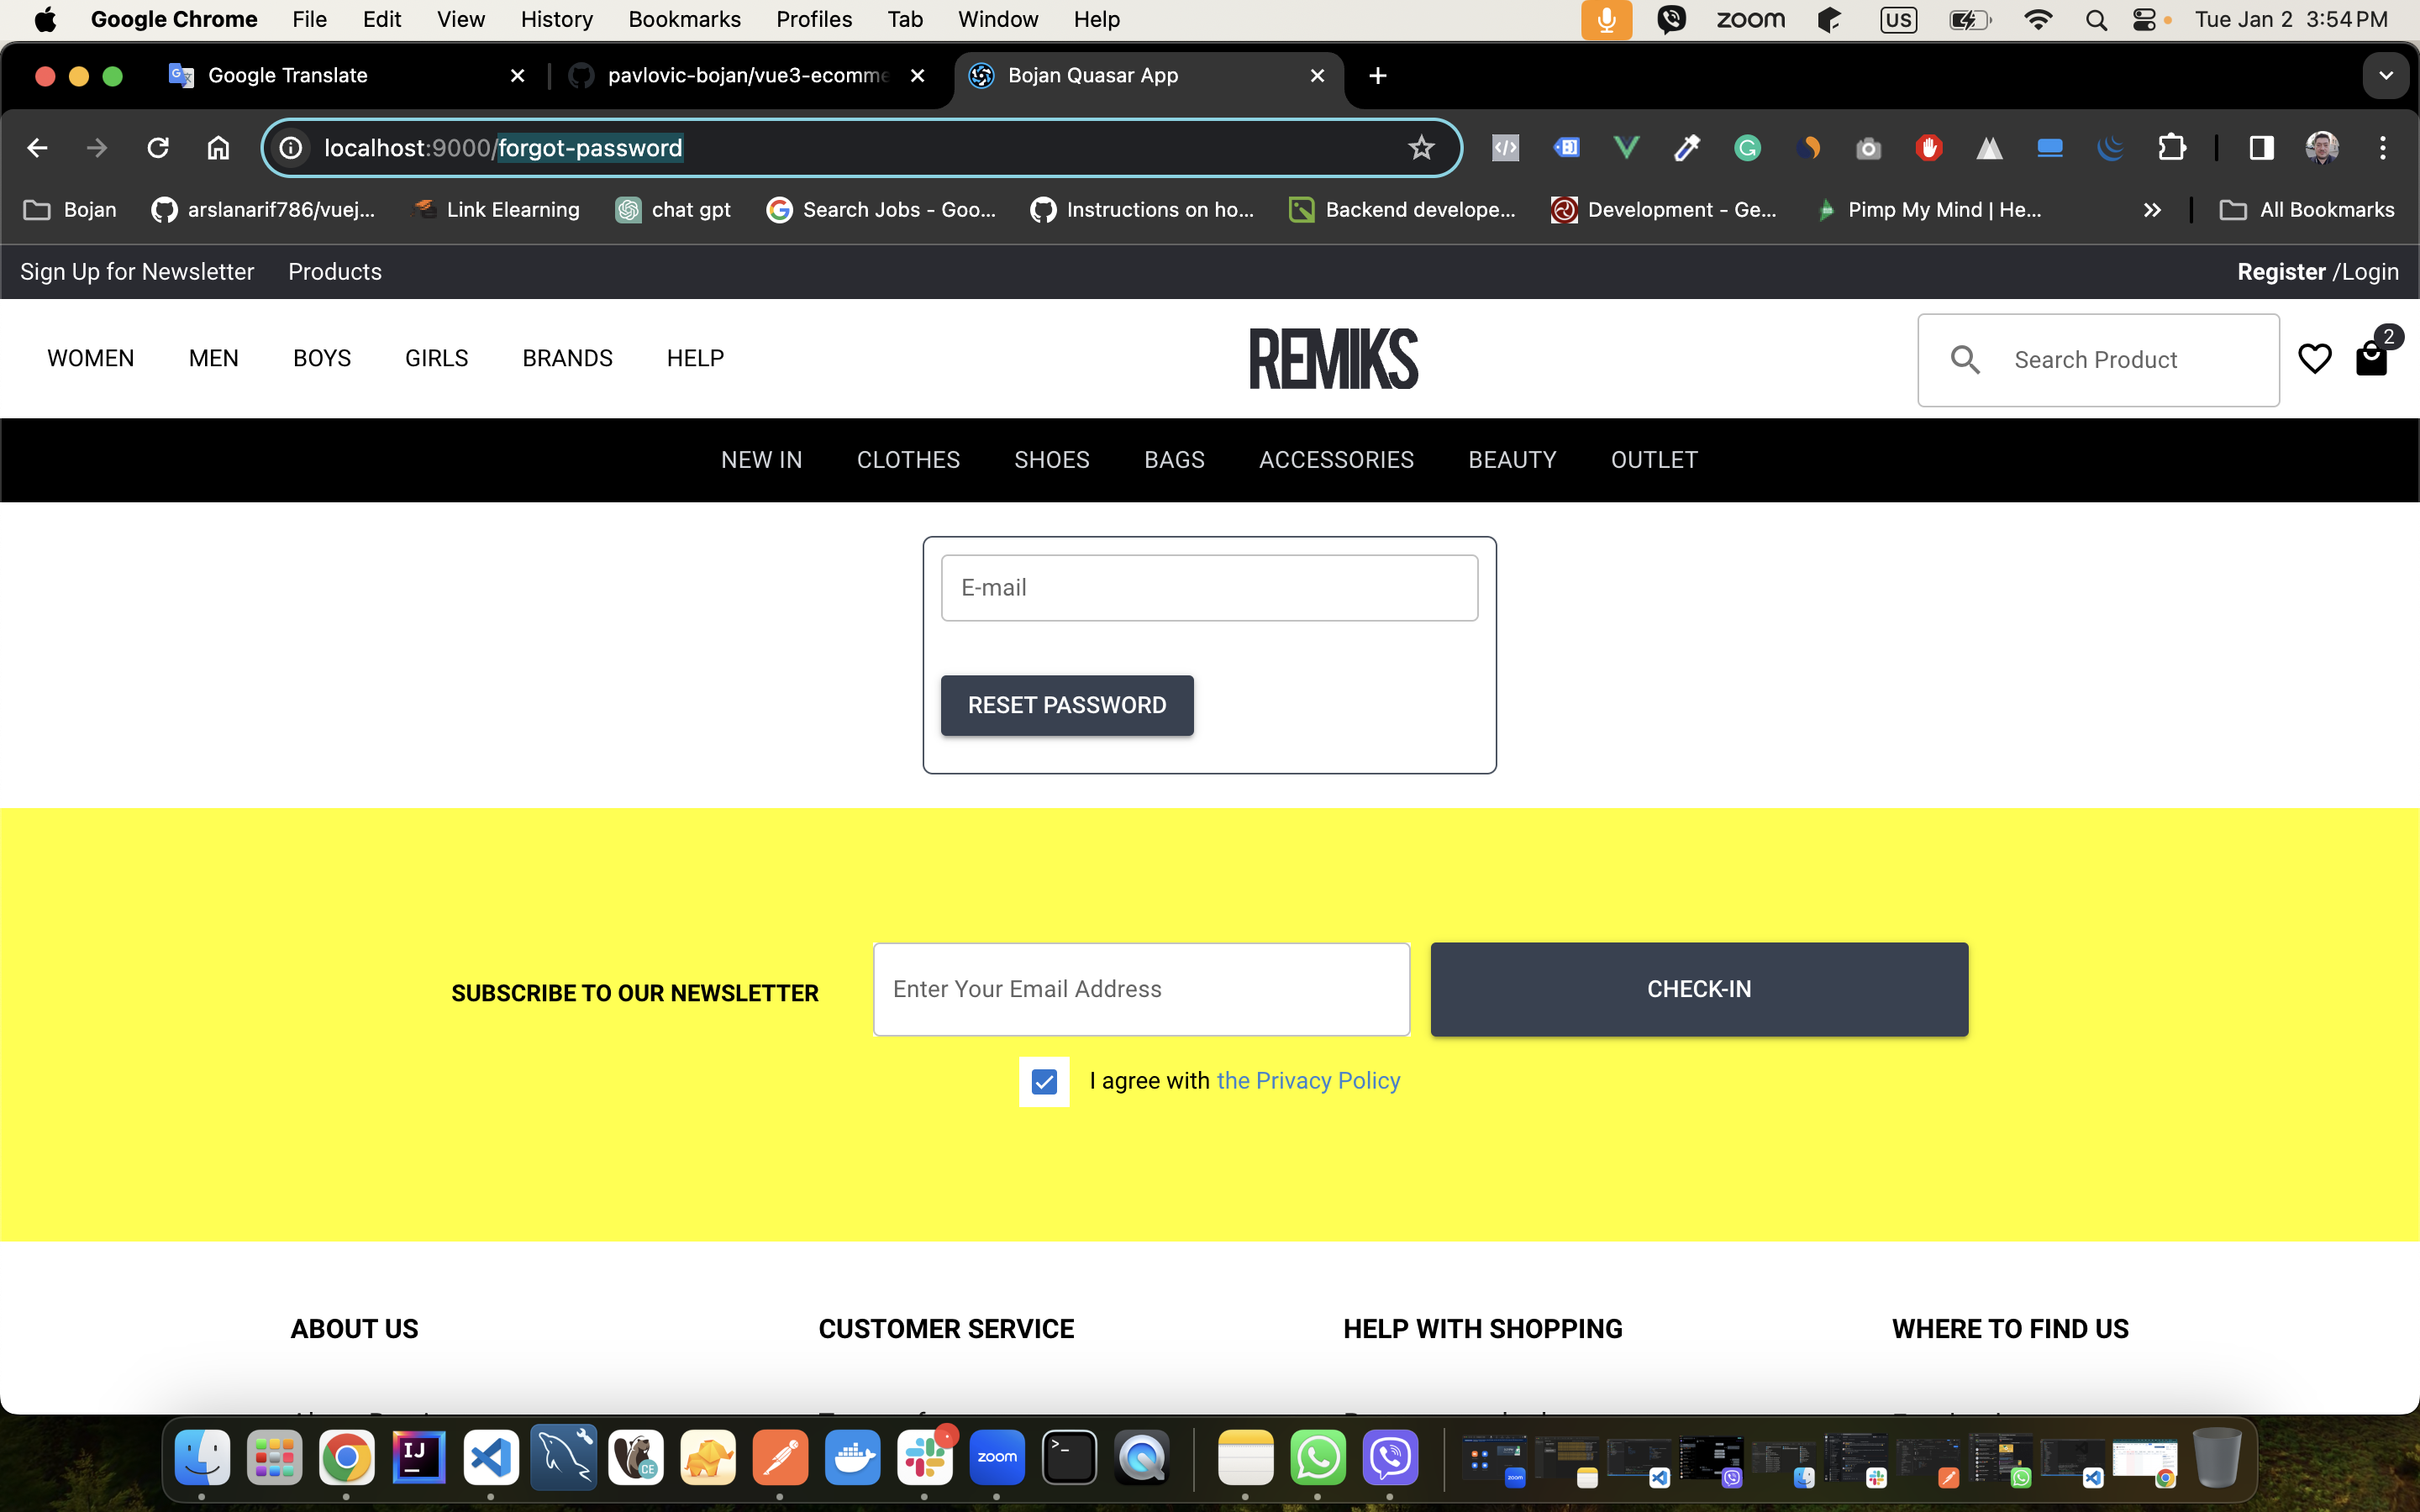 Google Chrome File Edit View History Bookmarks Profiles Tab Window Help zoom US Tue Jan 2 3:54 PM
Google Translate pavlovic-bojan/vue3-ecomme Bojan Quasar App
localhost:9000/forgot-password
Bojan arslanarif786/vuej... Link Elearning chat gpt Search Jobs - Goo... Instructions on ho... Backend develope... Development - Ge... Pimp My Mind | He... All Bookmarks
Sign Up for Newsletter Products Register /Login
WOMEN MEN BOYS GIRLS BRANDS HELP REMIKS Search Product 2
NEW IN CLOTHES SHOES BAGS ACCESSORIES BEAUTY OUTLET
E-mail
RESET PASSWORD
SUBSCRIBE TO OUR NEWSLETTER Enter Your Email Address CHECK-IN
I agree with the Privacy Policy
ABOUT US CUSTOMER SERVICE HELP WITH SHOPPING WHERE TO FIND US
IJ CE zoom